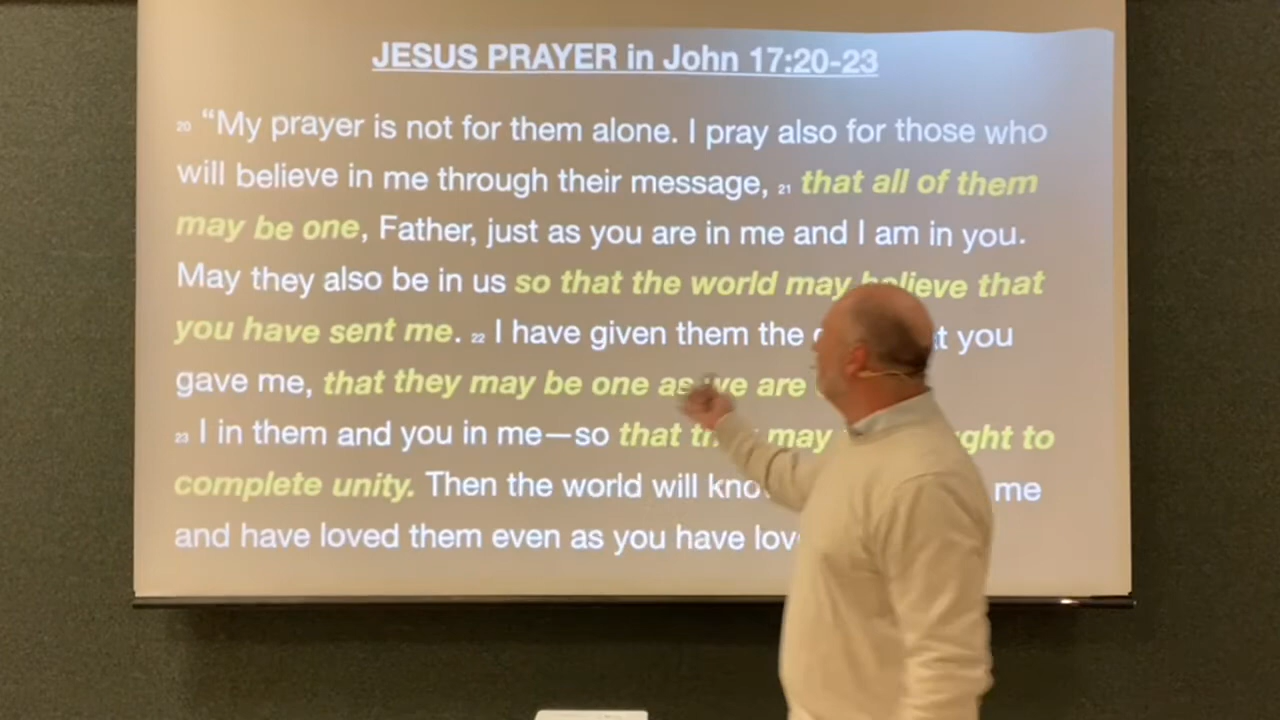 JESUS PRAYER in John 17:20-23
20 “My prayer is not for them alone. I pray also for those who
will believe in me through their message, 21 that all of them
may be one, Father, just as you are in me and I am in you.
May they also be in us so that the world may believe that
you have sent me. 22 I have given them the you
gave me, that they may be one as we are
23 I in them and you in me—so that they may to
complete unity. Then the world will me
and have loved them even as you have